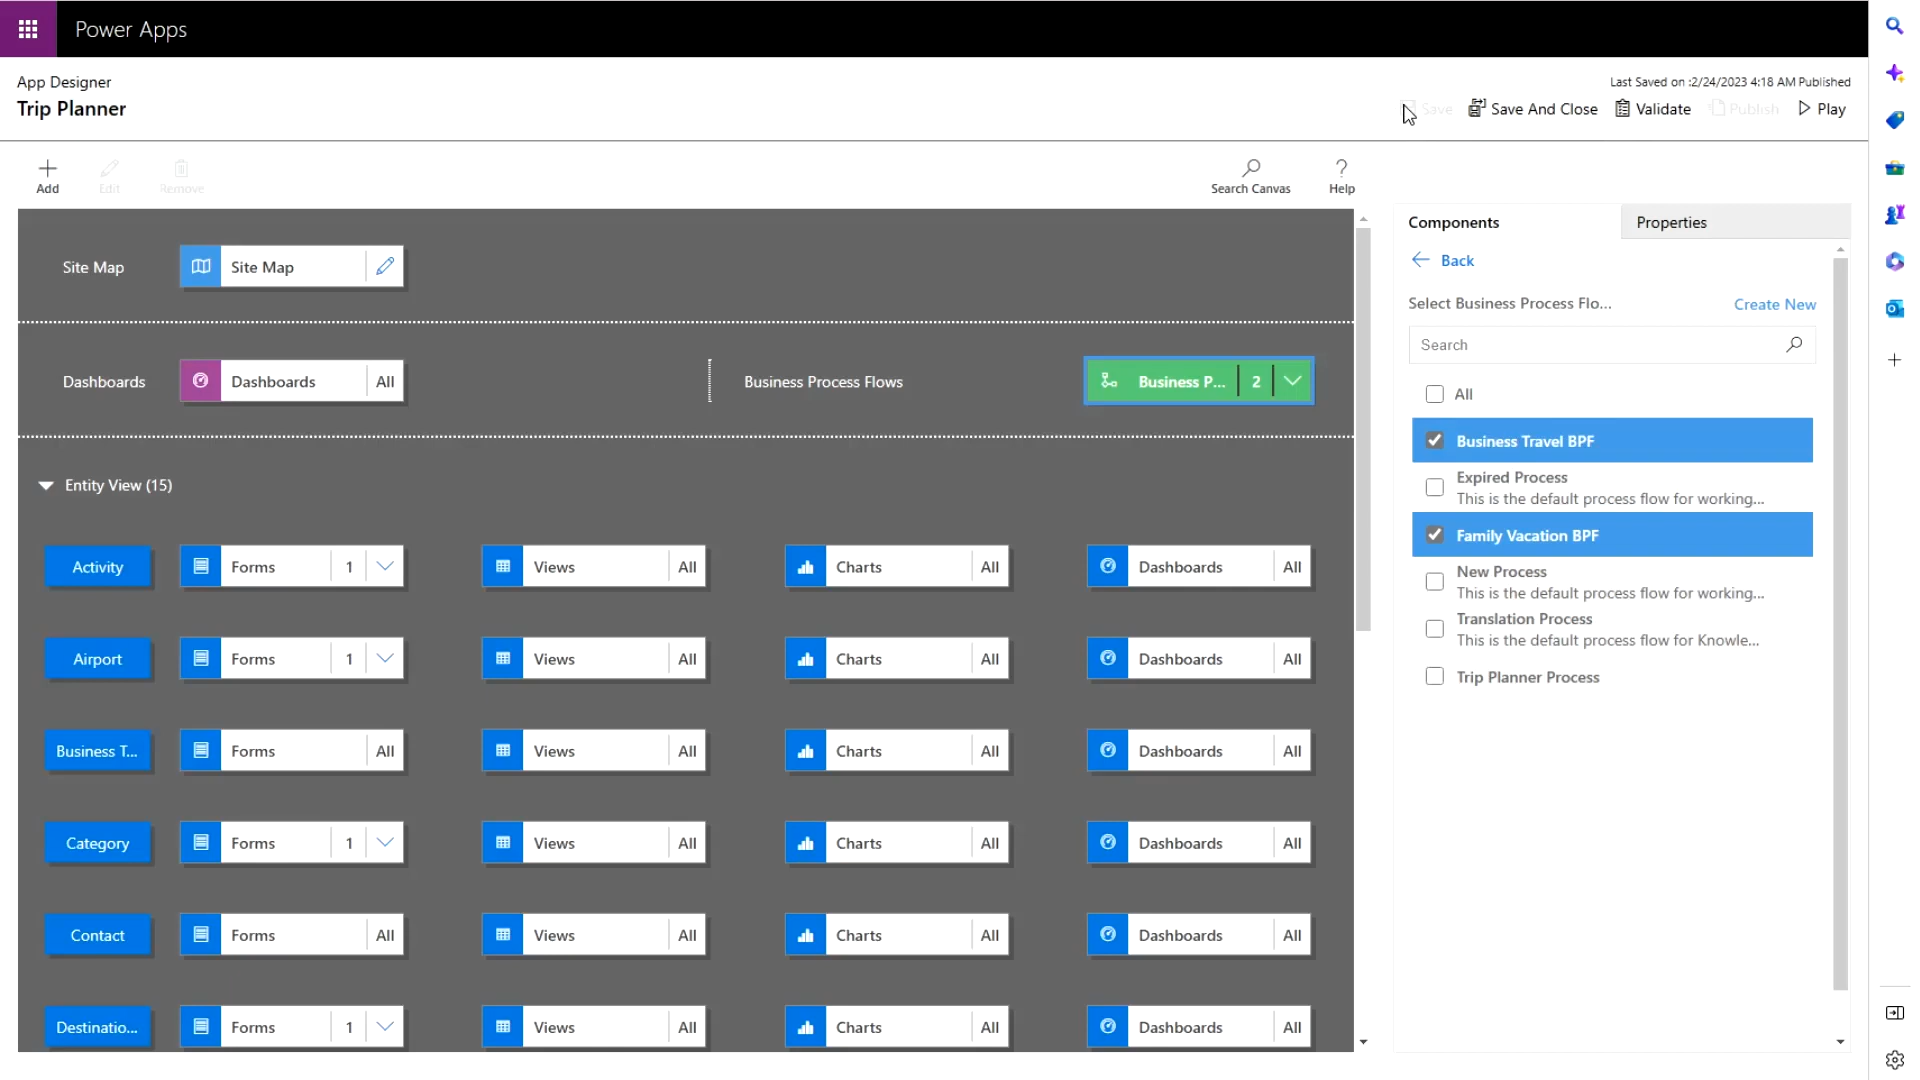 Power Apps
App Designer
Trip Planner
Last Saved on :2/24/2023 4:18 AM Published
Save
Save And Close
Validate
Publish
Play
Add
Edit
Remove
Search Canvas
Help
Site Map
Site Map
Dashboards
Dashboards All
Business Process Flows
Business P... 2
Entity View (15)
Activity
Forms 1
Views All
Charts All
Dashboards All
Airport
Forms 1
Views All
Charts All
Dashboards All
Business T...
Forms All
Views All
Charts All
Dashboards All
Category
Forms 1
Views All
Charts All
Dashboards All
Contact
Forms All
Views All
Charts All
Dashboards All
Destinatio...
Forms 1
Views All
Charts All
Dashboards All
Components
Properties
Back
Select Business Process Flo...
Create New
Search
All
Business Travel BPF
Expired Process
This is the default process flow for working...
Family Vacation BPF
New Process
This is the default process flow for working...
Translation Process
This is the default process flow for Knowle...
Trip Planner Process